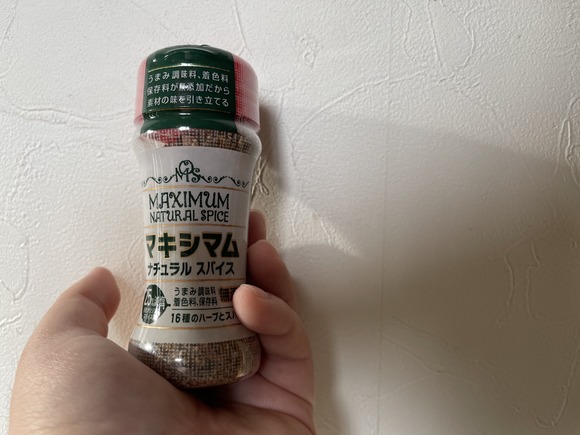 うまみ調味料、着色料
保存料が無添加だから
素材の味を引き立てる
MNS
MAXIMUM
NATURAL SPICE
マキシマム
ナチュラル スパイス
うまみ調味料
着色料、保存料
無
16種のハーブとス